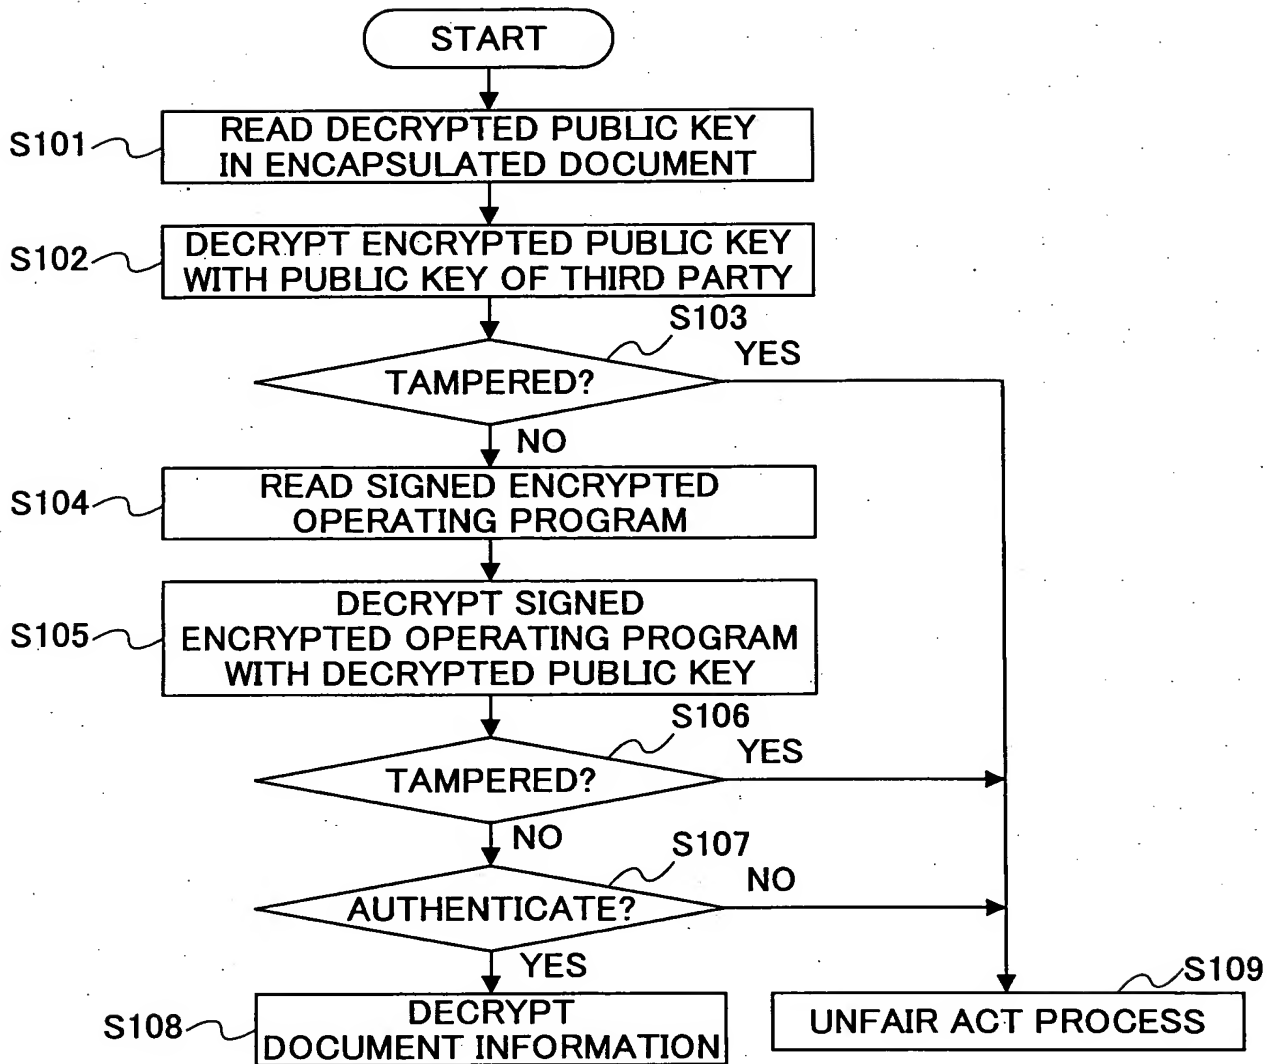 START
S101
READ DECRYPTED PUBLIC KEY
IN ENCAPSULATED DOCUMENT
S102
DECRYPT ENCRYPTED PUBLIC KEY
WITH PUBLIC KEY OF THIRD PARTY
S103
TAMPERED?
YES
NO
S104
READ SIGNED ENCRYPTED
OPERATING PROGRAM
S105
DECRYPT SIGNED
ENCRYPTED OPERATING PROGRAM
WITH DECRYPTED PUBLIC KEY
S106
TAMPERED?
YES
NO
S107
AUTHENTICATE?
NO
YES
S108
DECRYPT
DOCUMENT INFORMATION
S109
UNFAIR ACT PROCESS